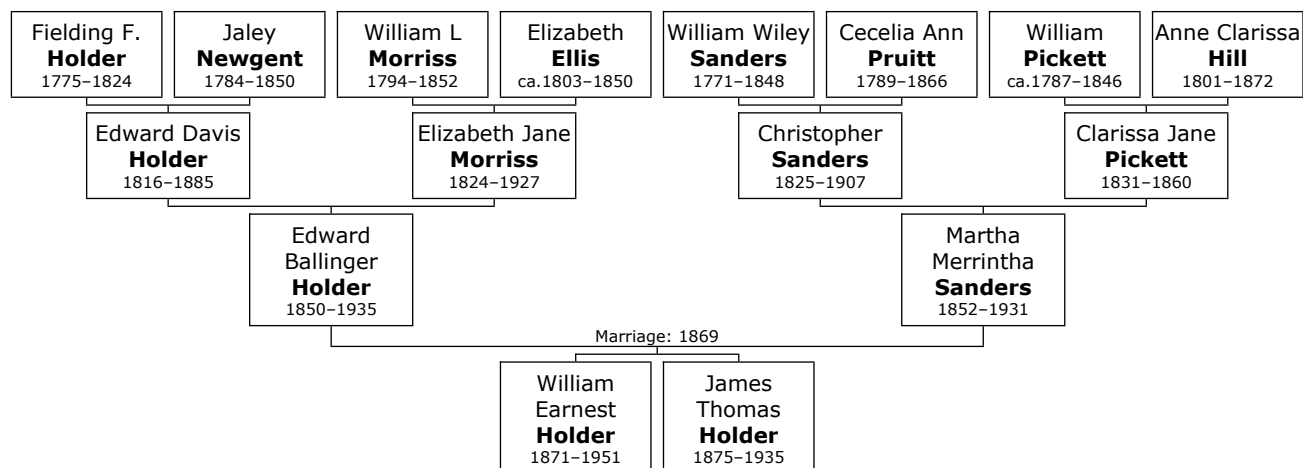 Fielding F.
Holder
1775–1824
Jaley
Newgent
1784–1850
William L
Morriss
1794–1852
Elizabeth
Ellis
ca.1803–1850
William Wiley
Sanders
1771–1848
Cecelia Ann
Pruitt
1789–1866
William
Pickett
ca.1787–1846
Anne Clarissa
Hill
1801–1872
Edward Davis
Holder
1816–1885
Elizabeth Jane
Morriss
1824–1927
Christopher
Sanders
1825–1907
Clarissa Jane
Pickett
1831–1860
Edward
Ballinger
Holder
1850–1935
Martha
Merrintha
Sanders
1852–1931
Marriage: 1869
William
Earnest
Holder
1871–1951
James
Thomas
Holder
1875–1935